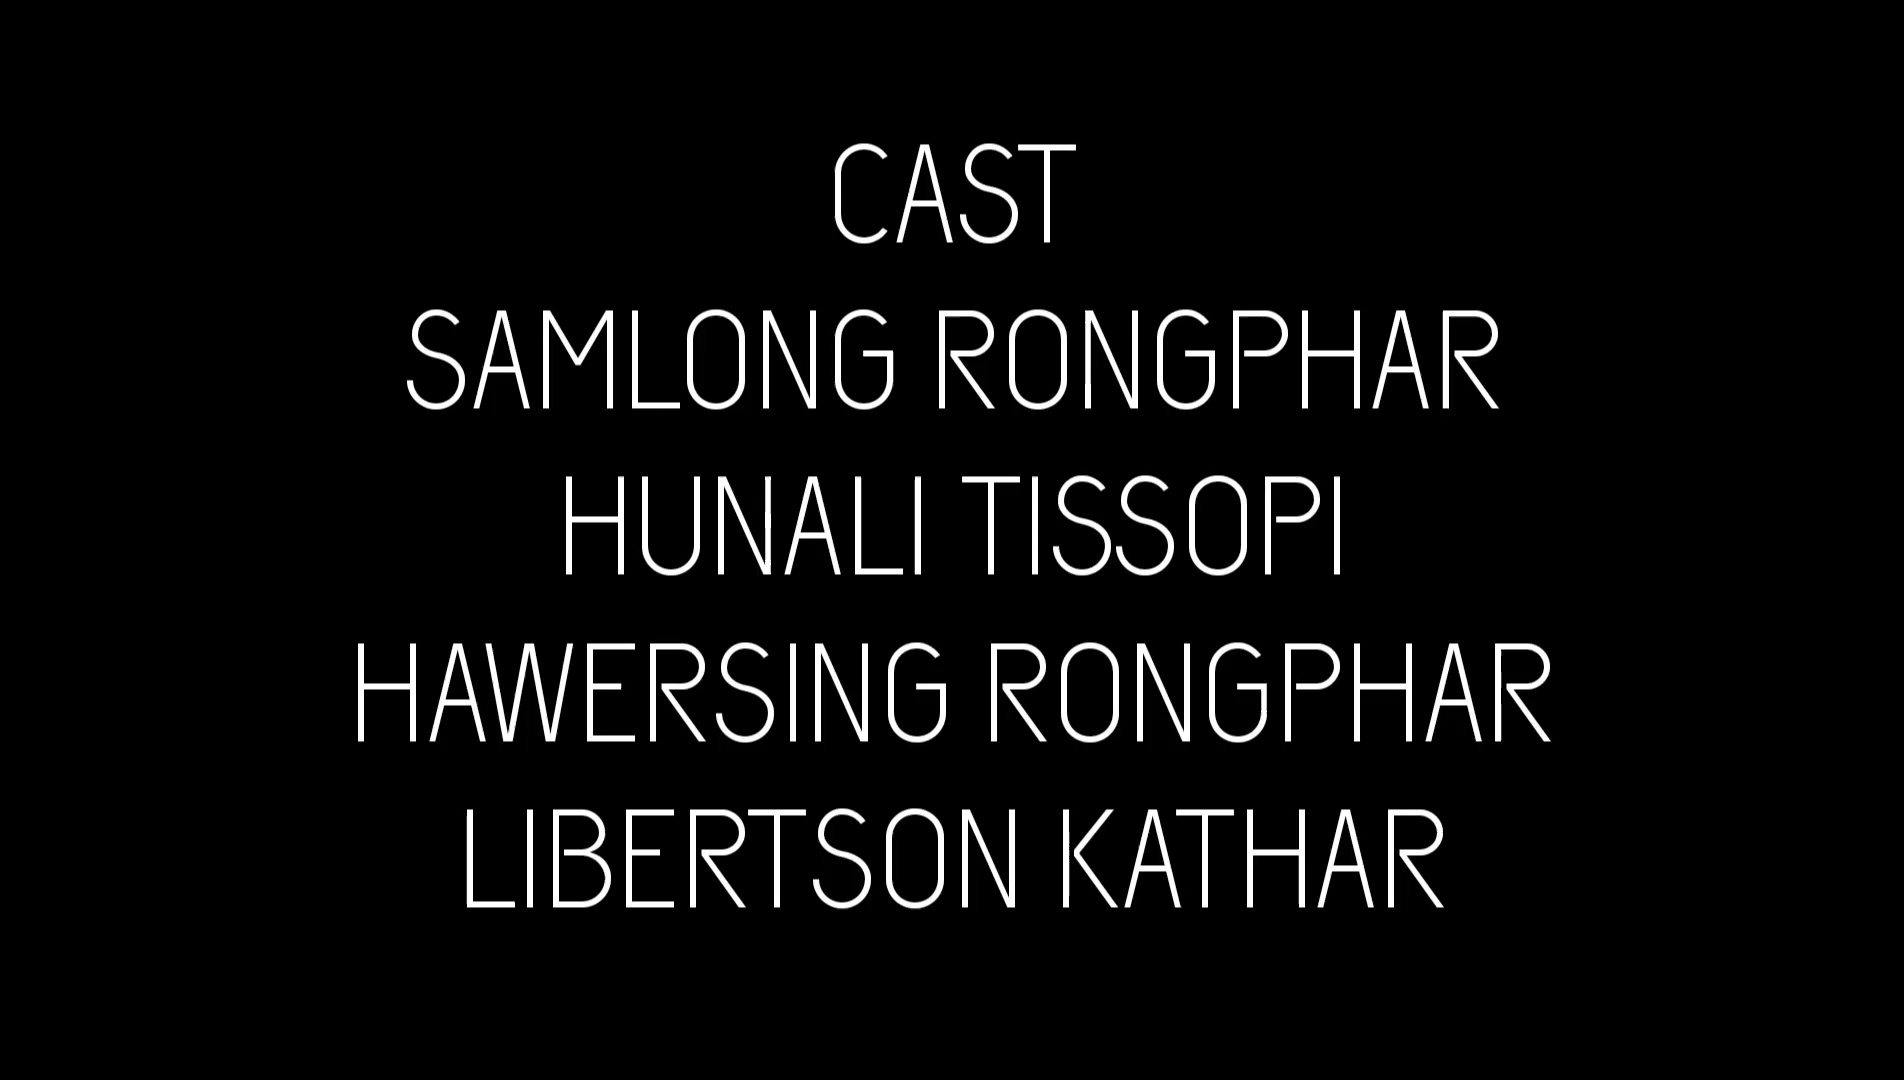 CAST
SAMLONG RONGPHAR
HUNALI TISSOPI
HAWERSING RONGPHAR
LIBERTSON KATHAR